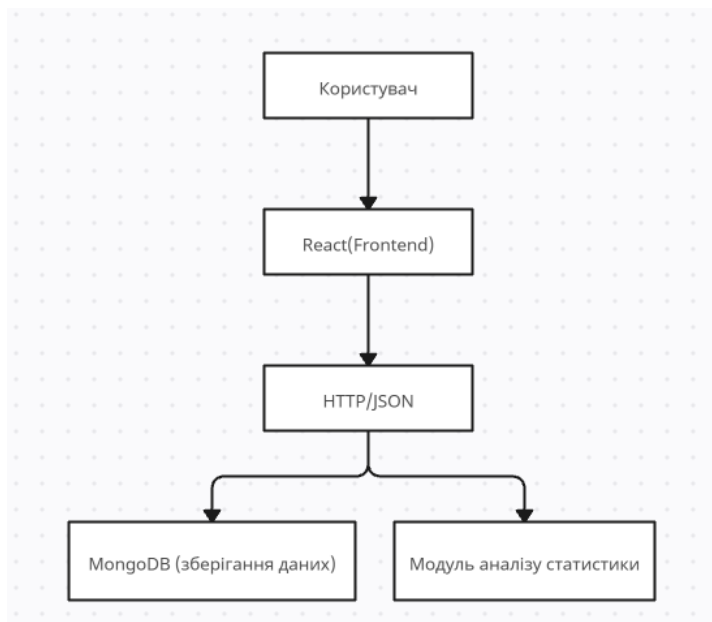 Користувач
React(Frontend)
HTTP/JSON
MongoDB (зберігання даних)
Модуль аналізу статистики